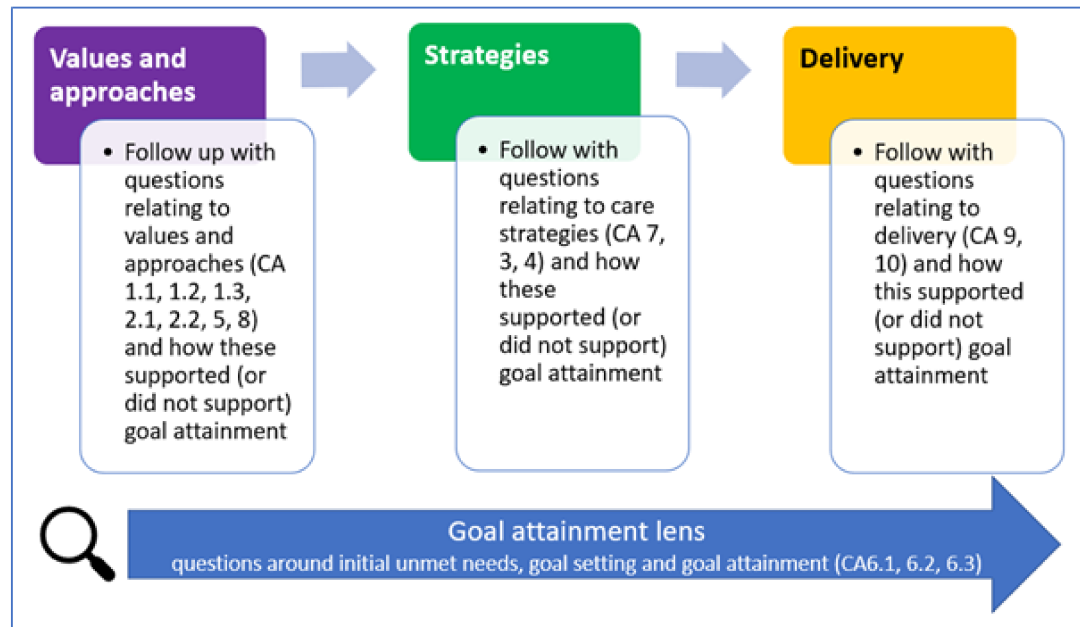 Values and
approaches
• Follow up with
questions
relating to
values and
approaches (CA
1.1, 1.2, 1.3,
2.1, 2.2, 5, 8)
and how these
supported (or
did not support)
goal attainment
Strategies
• Follow with
questions
relating to care
strategies (CA 7,
3, 4) and how
these
supported (or
did not support)
goal attainment
Delivery
• Follow with
questions
relating to
delivery (CA 9,
10) and how
this supported
(or did not
support) goal
attainment
Goal attainment lens
questions around initial unmet needs, goal setting and goal attainment (CA6.1, 6.2, 6.3)